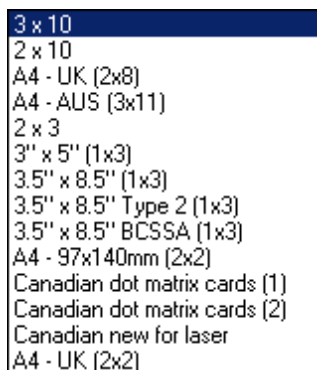 3 x 10
2 x 10
A4 - UK (2x8)
A4 - AUS (3x11)
2 x 3
3" x 5" (1x3)
3.5" x 8.5" (1x3)
3.5" x 8.5" Type 2 (1x3)
3.5" x 8.5" BCSSA (1x3)
A4 - 97x140mm (2x2)
Canadian dot matrix cards (1)
Canadian dot matrix cards (2)
Canadian new for laser
A4 - UK (2x2)